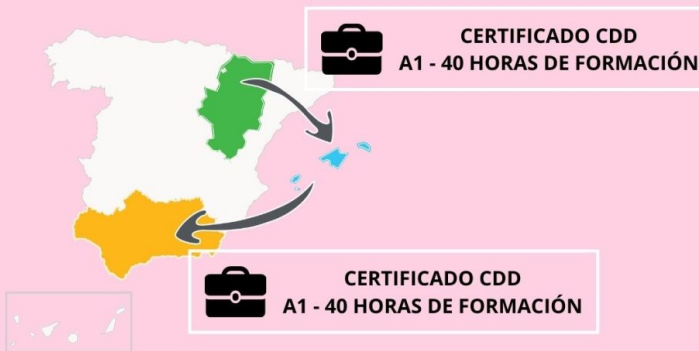 CERTIFICADO CDD
A1 - 40 HORAS DE FORMACIÓN
CERTIFICADO CDD
A1 - 40 HORAS DE FORMACIÓN